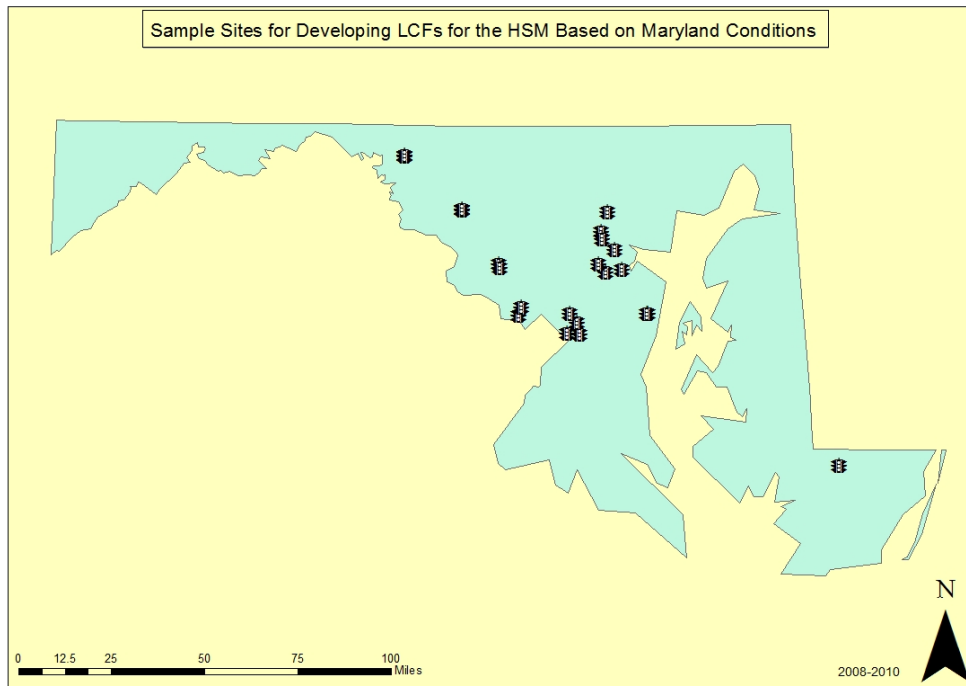 Sample Sites for Developing LCFs for the HSM Based on Maryland Conditions
N
0 12.5 25 50 75 100
Miles
2008-2010